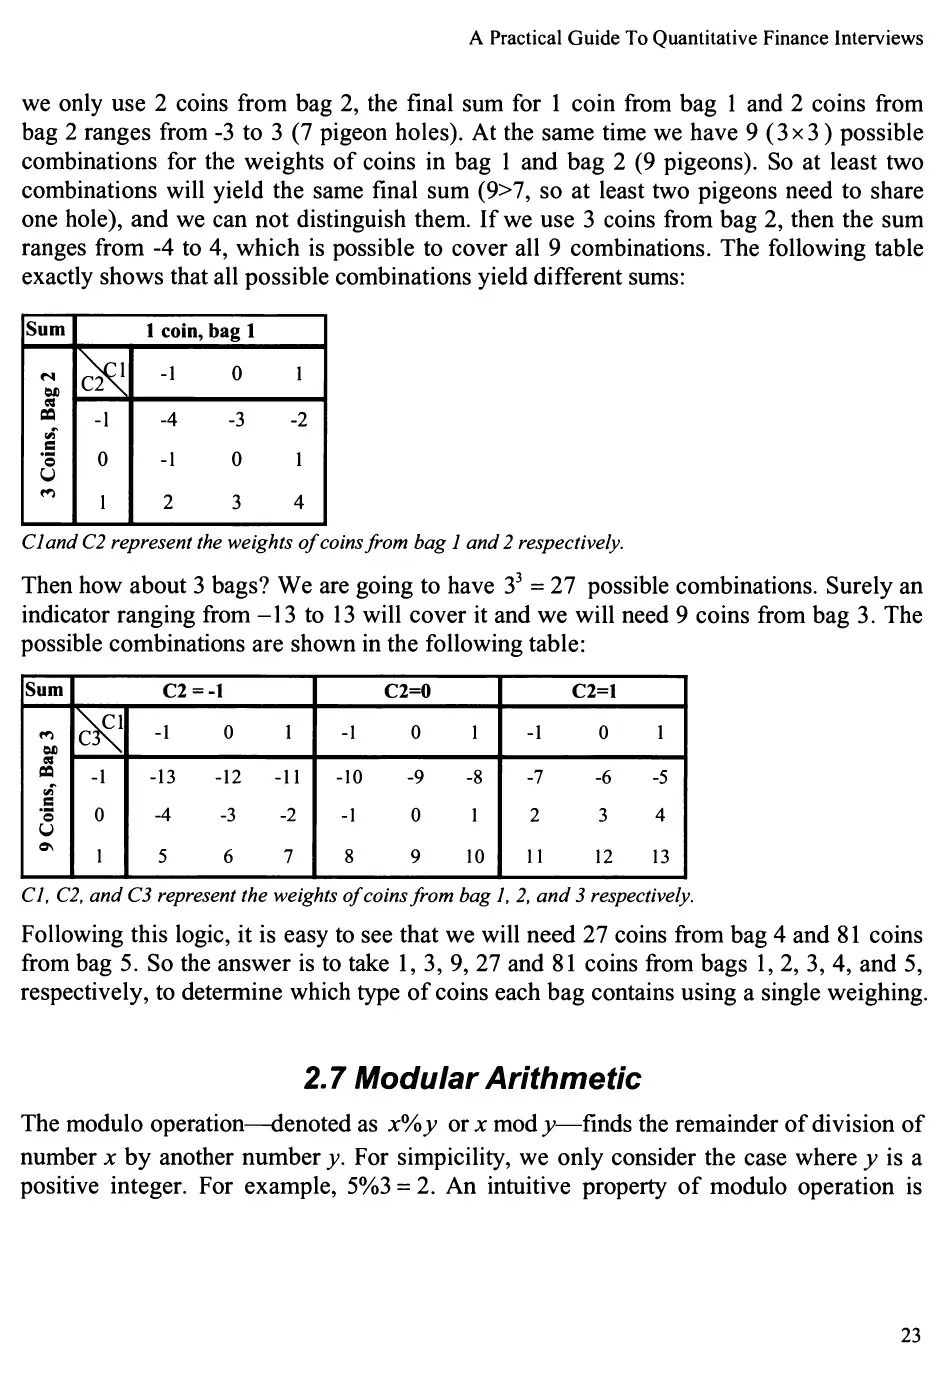 A Practical Guide To Quantitative Finance Interviews
we only use 2 coins from bag 2, the final sum for 1 coin from bag 1 and 2 coins from
bag 2 ranges from -3 to 3 (7 pigeon holes). At the same time we have 9 (3×3) possible
combinations for the weights of coins in bag 1 and bag 2 (9 pigeons). So at least two
combinations will yield the same final sum (9>7, so at least two pigeons need to share
one hole), and we can not distinguish them. If we use 3 coins from bag 2, then the sum
ranges from -4 to 4, which is possible to cover all 9 combinations. The following table
exactly shows that all possible combinations yield different sums:
Sum 1 coin, bag 1
3 Coins, Bag 2
C2 C1 -1 0 1
-1 -4 -3 -2
0 -1 0 1
1 2 3 4
C1and C2 represent the weights of coins from bag 1 and 2 respectively.
Then how about 3 bags? We are going to have 3³ = 27 possible combinations. Surely an
indicator ranging from −13 to 13 will cover it and we will need 9 coins from bag 3. The
possible combinations are shown in the following table:
Sum C2 = -1 C2=0 C2=1
9 Coins, Bag 3
C3 C1 -1 0 1 -1 0 1 -1 0 1
-1 -13 -12 -11 -10 -9 -8 -7 -6 -5
0 -4 -3 -2 -1 0 1 2 3 4
1 5 6 7 8 9 10 11 12 13
C1, C2, and C3 represent the weights of coins from bag 1, 2, and 3 respectively.
Following this logic, it is easy to see that we will need 27 coins from bag 4 and 81 coins
from bag 5. So the answer is to take 1, 3, 9, 27 and 81 coins from bags 1, 2, 3, 4, and 5,
respectively, to determine which type of coins each bag contains using a single weighing.
2.7 Modular Arithmetic
The modulo operation—denoted as x%y or x mod y—finds the remainder of division of
number x by another number y. For simpicility, we only consider the case where y is a
positive integer. For example, 5%3 = 2. An intuitive property of modulo operation is
23